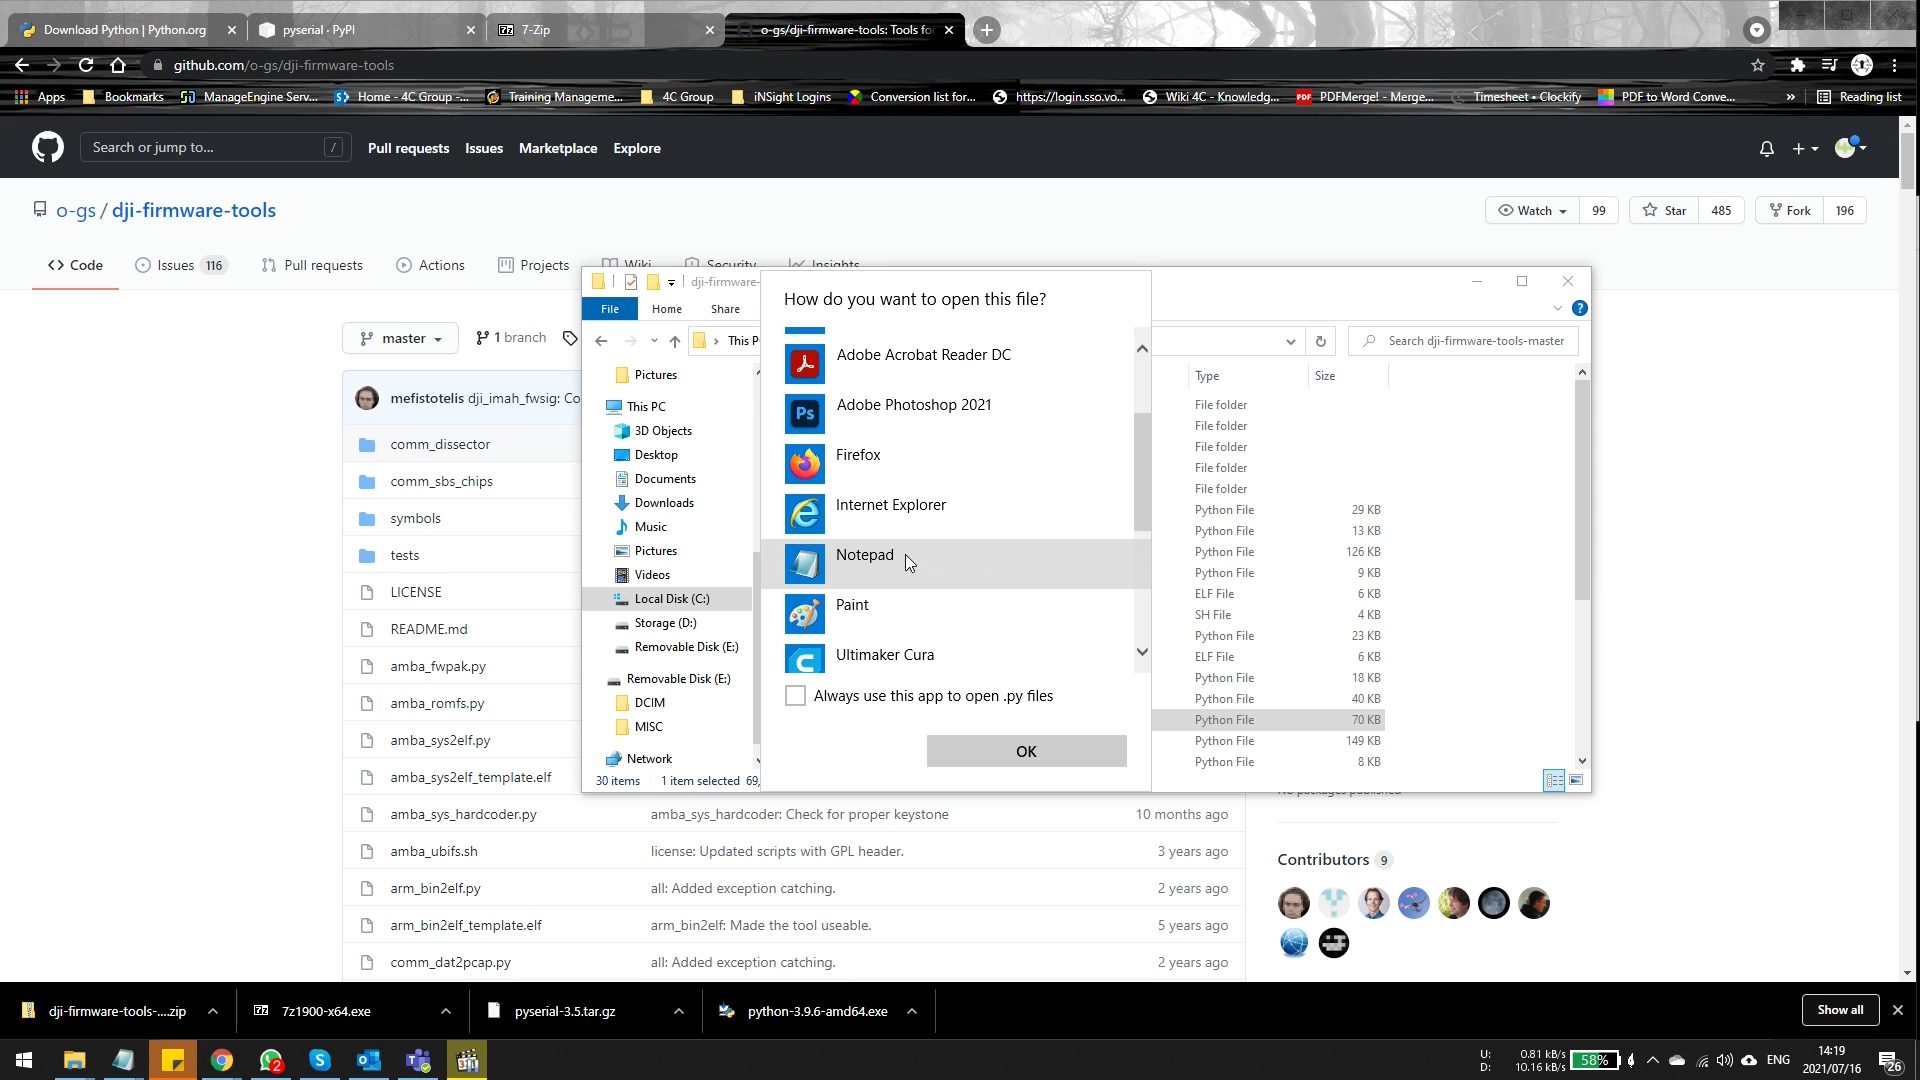 Download Python | Python.org
pyserial · PyPI
7-Zip
o-gs/dji-firmware-tools: Tools for
github.com/o-gs/dji-firmware-tools
Apps
Bookmarks
ManageEngine Serv...
Home - 4C Group -...
Training Manageme...
4C Group
iNSight Logins
Conversion list for...
https://login.sso.vo...
Wiki 4C - Knowledg...
PDFMerge! - Merge...
Timesheet • Clockify
PDF to Word Conve...
»
Reading list
Search or jump to...
/
Pull requests
Issues
Marketplace
Explore
o-gs / dji-firmware-tools
Watch
99
Star
485
Fork
196
Code
Issues 116
Pull requests
Actions
Projects
Wiki
Security
Insights
master
1 branch
mefistotelis dji_imah_fwsig: Co
comm_dissector
comm_sbs_chips
symbols
tests
LICENSE
README.md
amba_fwpak.py
amba_romfs.py
amba_sys2elf.py
amba_sys2elf_template.elf
amba_sys_hardcoder.py
amba_sys_hardcoder: Check for proper keystone
10 months ago
amba_ubifs.sh
license: Updated scripts with GPL header.
3 years ago
arm_bin2elf.py
all: Added exception catching.
2 years ago
arm_bin2elf_template.elf
arm_bin2elf: Made the tool useable.
5 years ago
comm_dat2pcap.py
all: Added exception catching.
2 years ago
No packages published
Contributors 9
dji-firmware-
File
Home
Share
This P
Search dji-firmware-tools-master
Pictures
This PC
3D Objects
Desktop
Documents
Downloads
Music
Pictures
Videos
Local Disk (C:)
Storage (D:)
Removable Disk (E:)
Removable Disk (E:)
DCIM
MISC
Network
30 items
1 item selected 69,
How do you want to open this file?
Adobe Acrobat Reader DC
Ps
Adobe Photoshop 2021
Firefox
Internet Explorer
Notepad
Paint
Ultimaker Cura
Always use this app to open .py files
OK
Type
Size
File folder
File folder
File folder
File folder
File folder
Python File 29 KB
Python File 13 KB
Python File 126 KB
Python File 9 KB
ELF File 6 KB
SH File 4 KB
Python File 23 KB
ELF File 6 KB
Python File 18 KB
Python File 40 KB
Python File 70 KB
Python File 149 KB
Python File 8 KB
dji-firmware-tools-....zip
7z1900-x64.exe
pyserial-3.5.tar.gz
python-3.9.6-amd64.exe
Show all
U: 0.81 kB/s
D: 10.16 kB/s
58%
ENG
14:19
2021/07/16
26
2